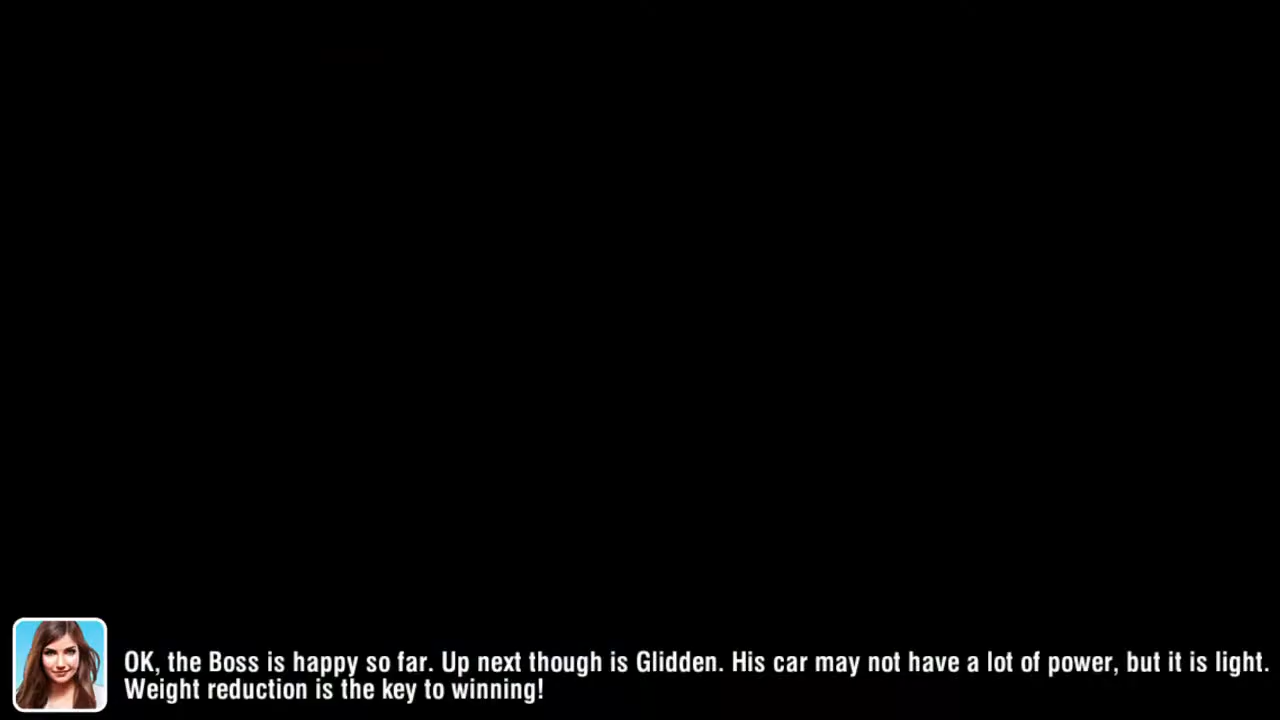 OK, the Boss is happy so far. Up next though is Glidden. His car may not have a lot of power, but it is light.
Weight reduction is the key to winning!